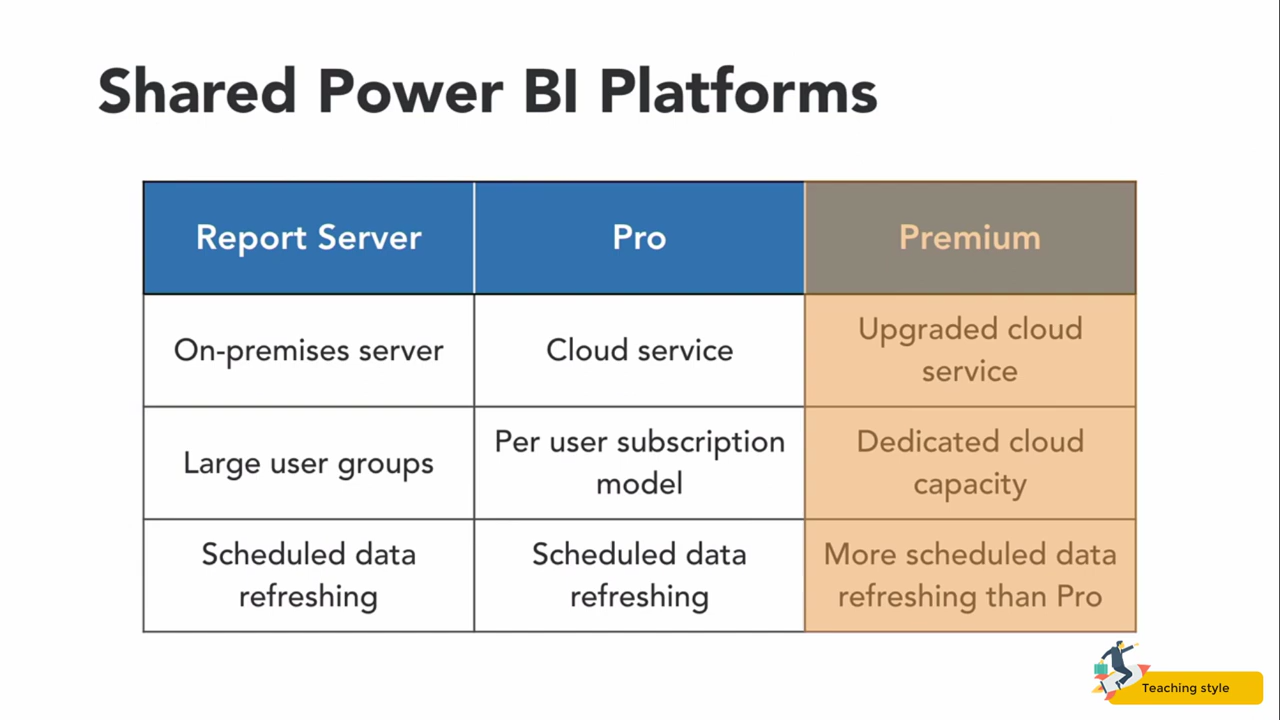 Shared Power BI Platforms
Report Server
Pro
Premium
On-premises server
Cloud service
Upgraded cloud
service
Large user groups
Per user subscription
model
Dedicated cloud
capacity
Scheduled data
refreshing
Scheduled data
refreshing
More scheduled data
refreshing than Pro
Teaching style